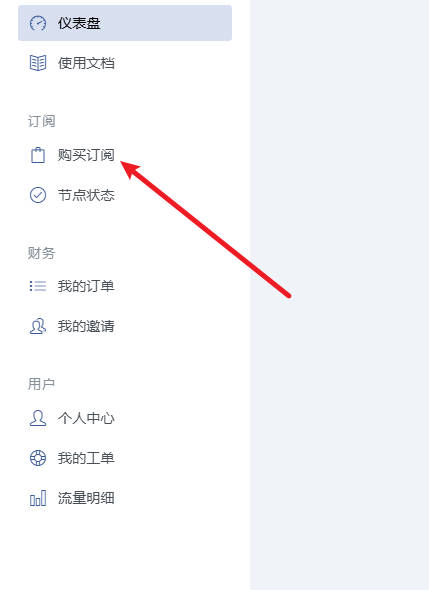 仪表盘
使用文档
订阅
购买订阅
节点状态
财务
我的订单
我的邀请
用户
个人中心
我的工单
流量明细